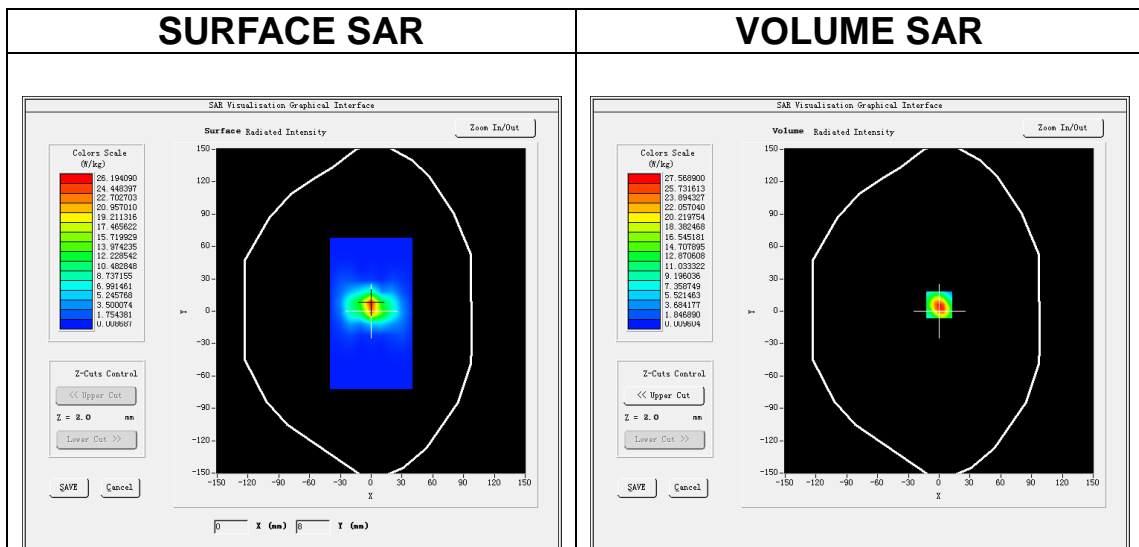 SURFACE SAR
VOLUME SAR
SAR Visualisation Graphical Interface
Surface Radiated Intensity
Zoom In/Out
Colors Scale
(W/kg)
26.194090
24.448397
22.702703
20.957010
19.211316
17.465622
15.719929
13.974235
12.228542
10.482848
8.737155
6.991461
5.245768
3.500074
1.754381
0.008687
Z-Cuts Control
<< Upper Cut
Z = 2.0 mm
Lower Cut >>
SAVE Cancel
150
120
90
60
30
0
-30
-60
-90
-120
-150
Y
-150 -120 -90 -60 -30 0 30 60 90 120 150
X
0 X (mm) 8 Y (mm)
SAR Visualisation Graphical Interface
Volume Radiated Intensity
Zoom In/Out
Colors Scale
(W/kg)
27.568900
25.731613
23.894327
22.057040
20.219754
18.382468
16.545181
14.707895
12.870608
11.033322
9.196036
7.358749
5.521463
3.684177
1.846890
0.009604
Z-Cuts Control
<< Upper Cut
Z = 2.0 mm
Lower Cut >>
SAVE Cancel
150
120
90
60
30
0
-30
-60
-90
-120
-150
Y
-150 -120 -90 -60 -30 0 30 60 90 120 150
X